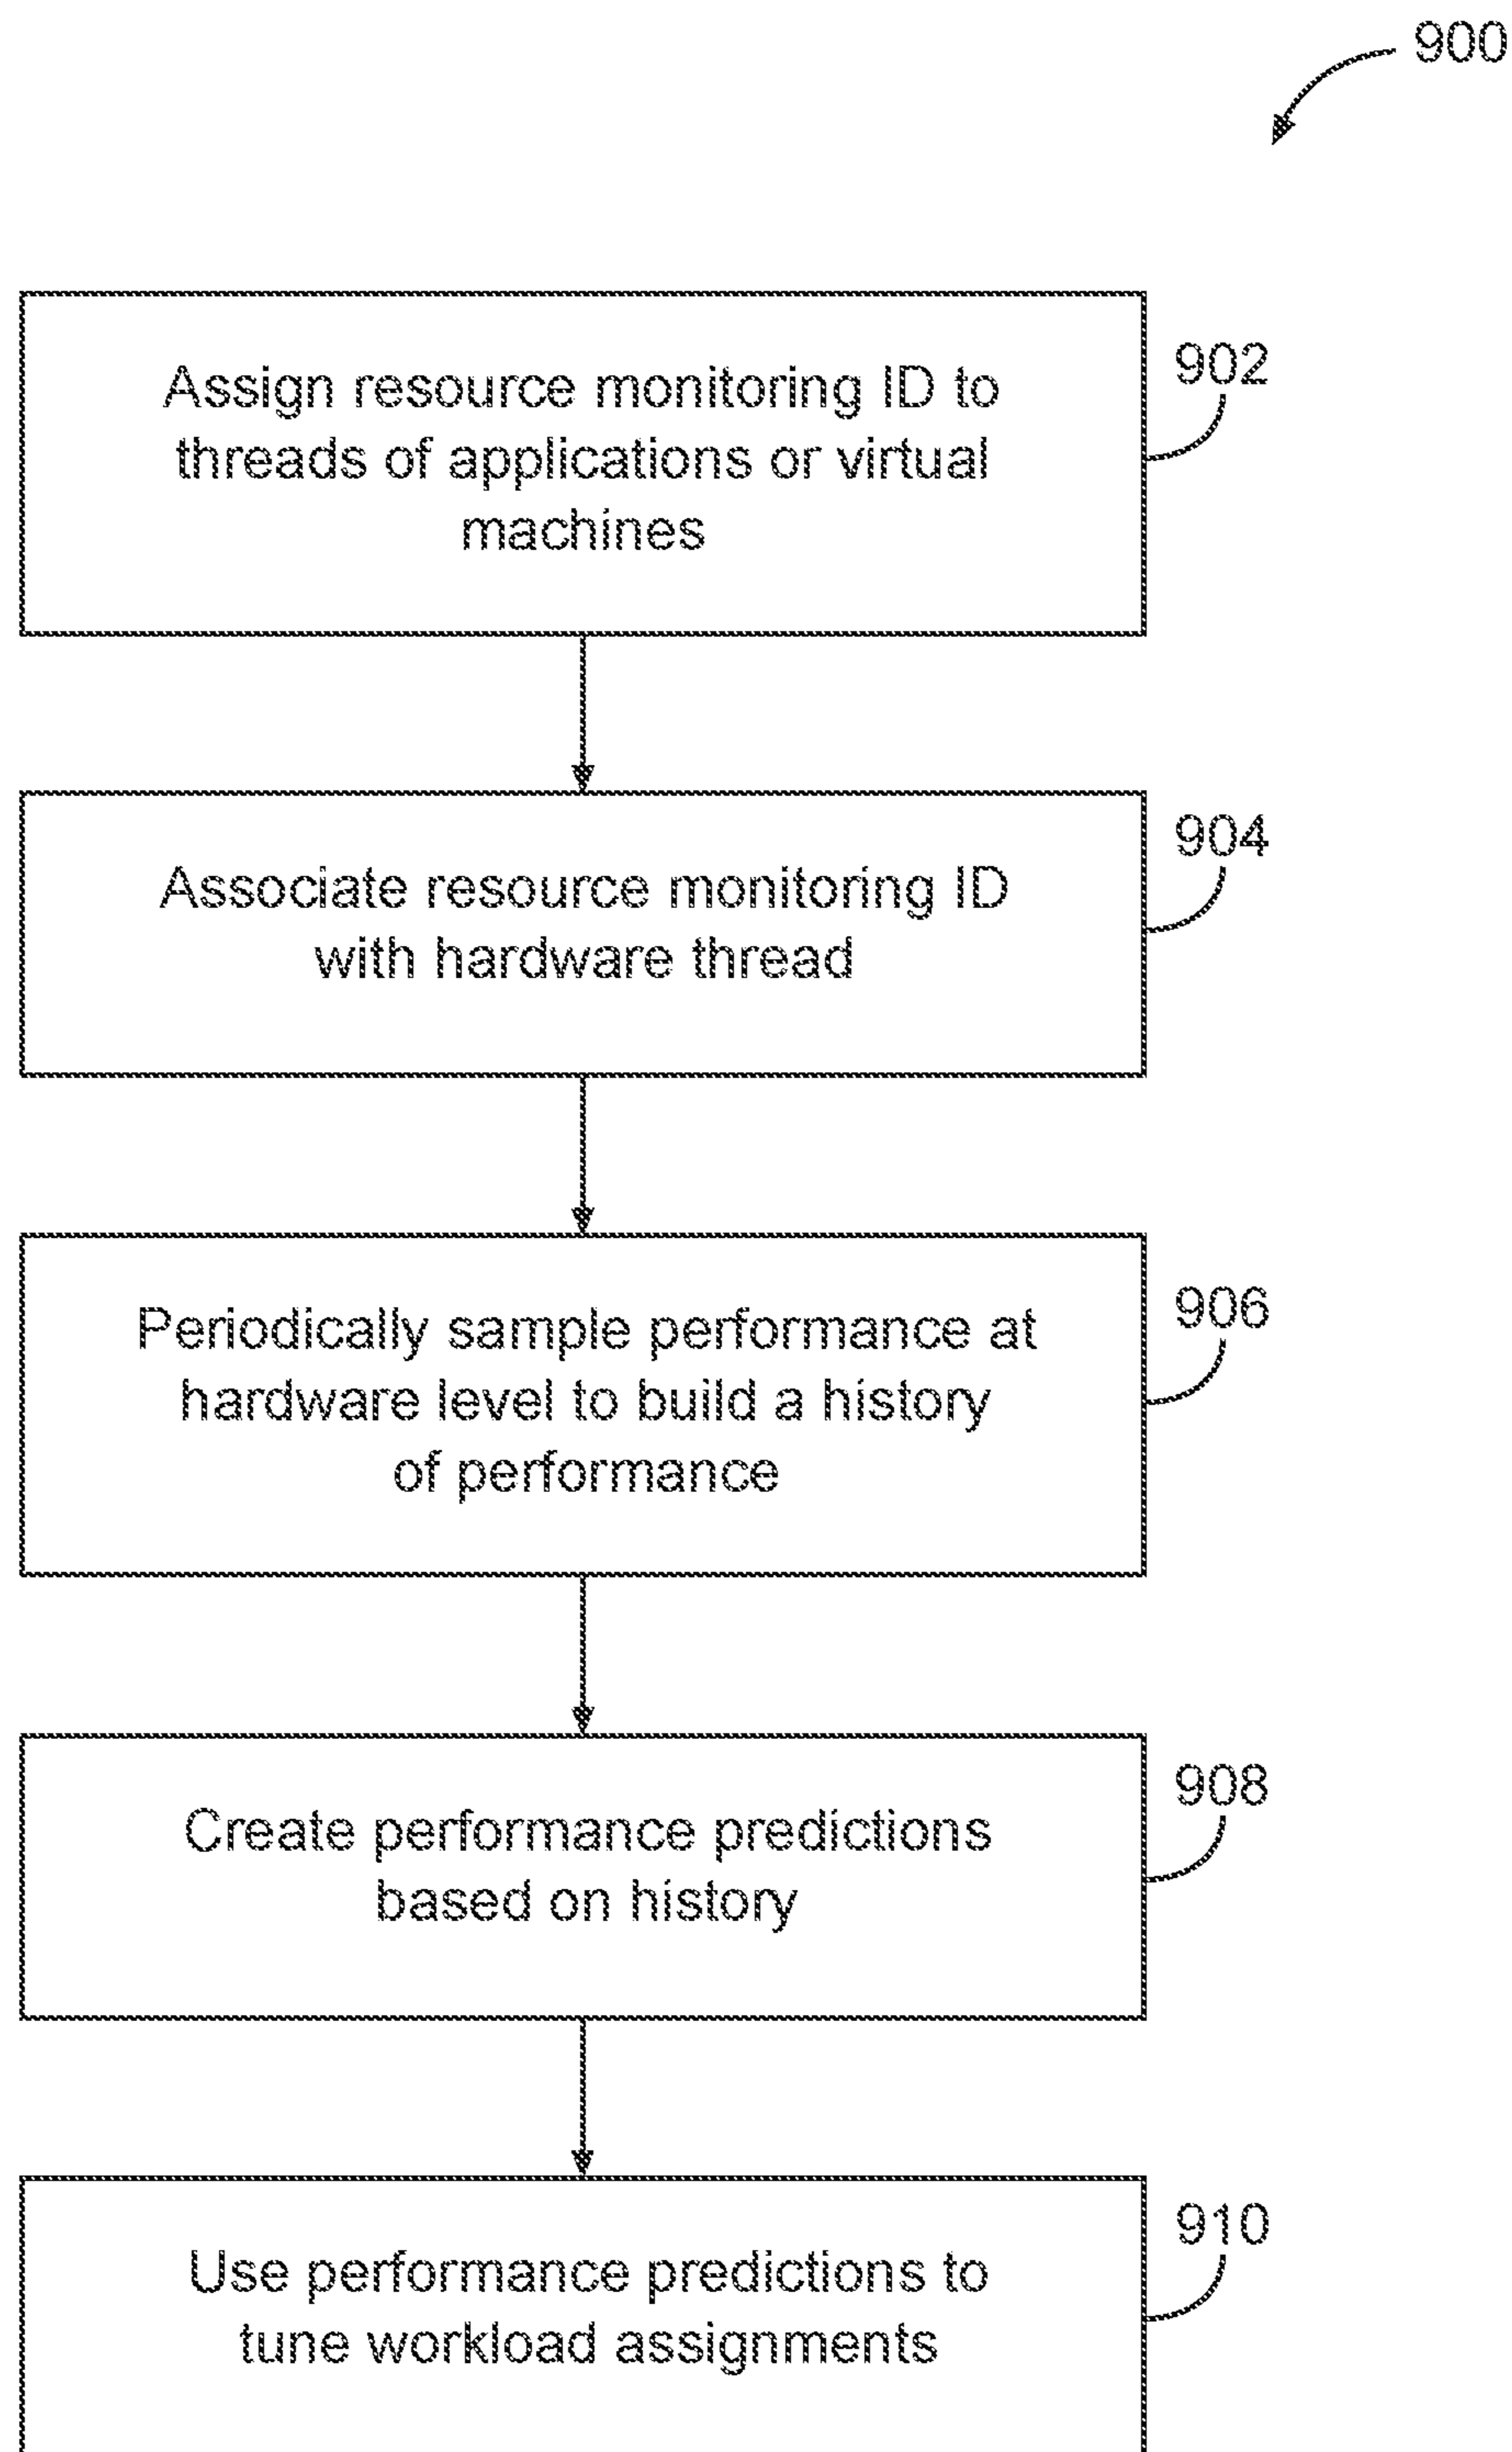 900
Assign resource monitoring ID to
threads of applications or virtual
machines
902
Associate resource monitoring ID
with hardware thread
904
Periodically sample performance at
hardware level to build a history
of performance
906
Create performance predictions
based on history
908
Use performance predictions to
tune workload assignments
910